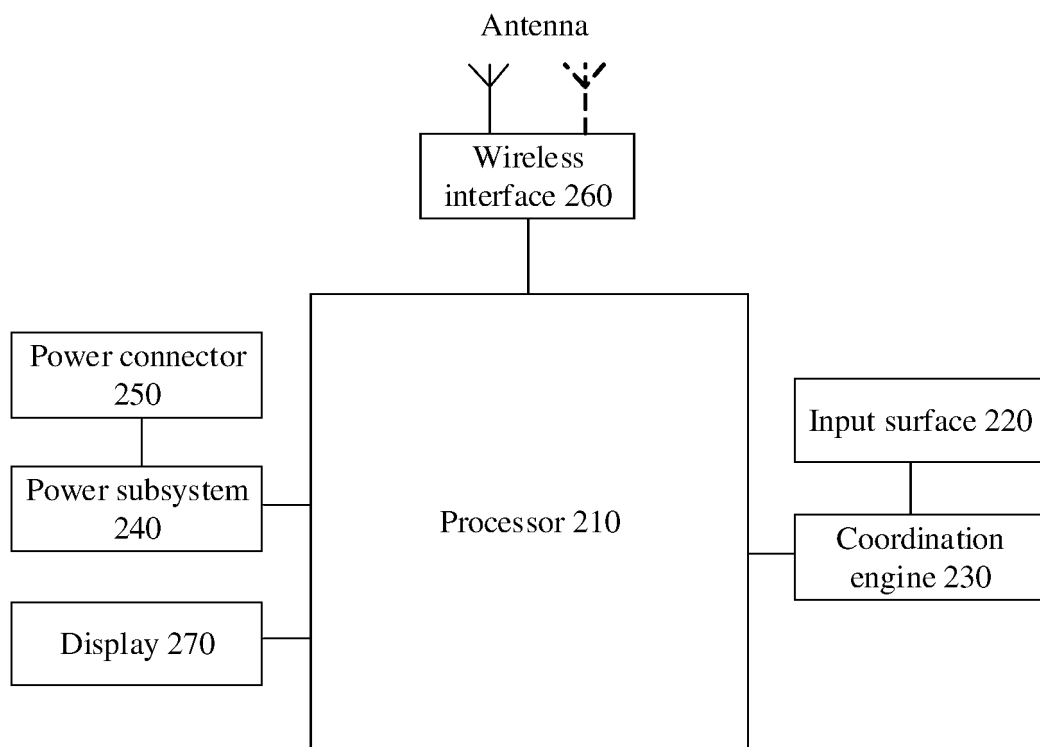 Antenna
Wireless
interface 260
Power connector
250
Power subsystem
240
Display 270
Processor 210
Input surface 220
Coordination
engine 230